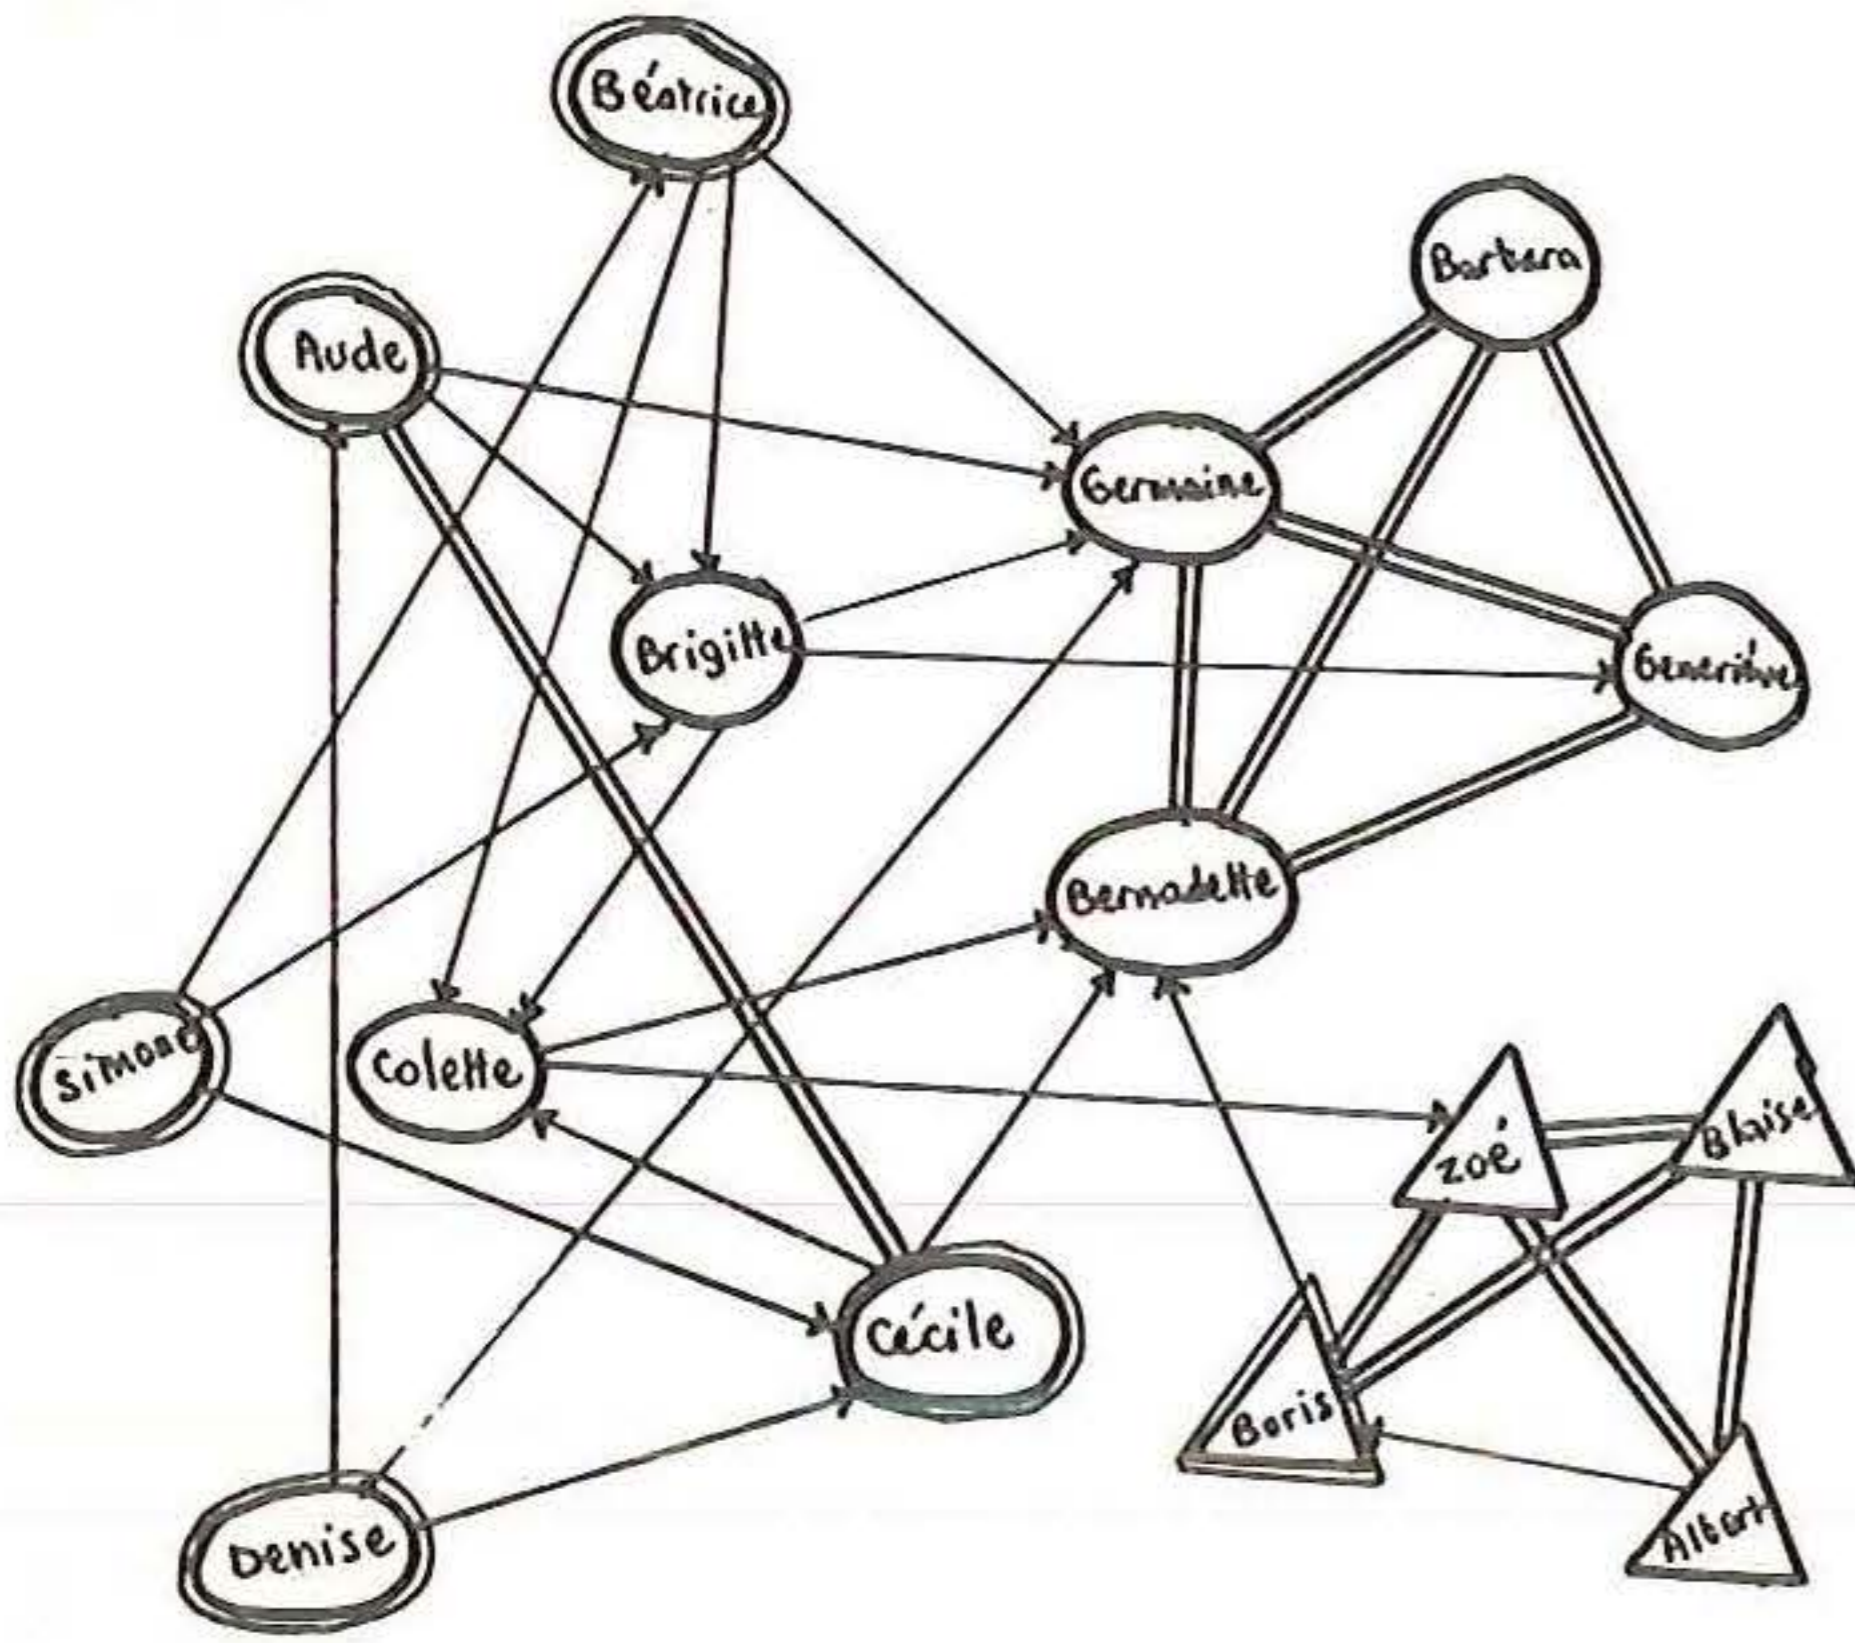 Béatrice
Barbara
Aude
Germaine
Brigitte
Geneviève
Bernadette
Simone
Colette
Zoé
Blaise
Cécile
Boris
Albert
Denise